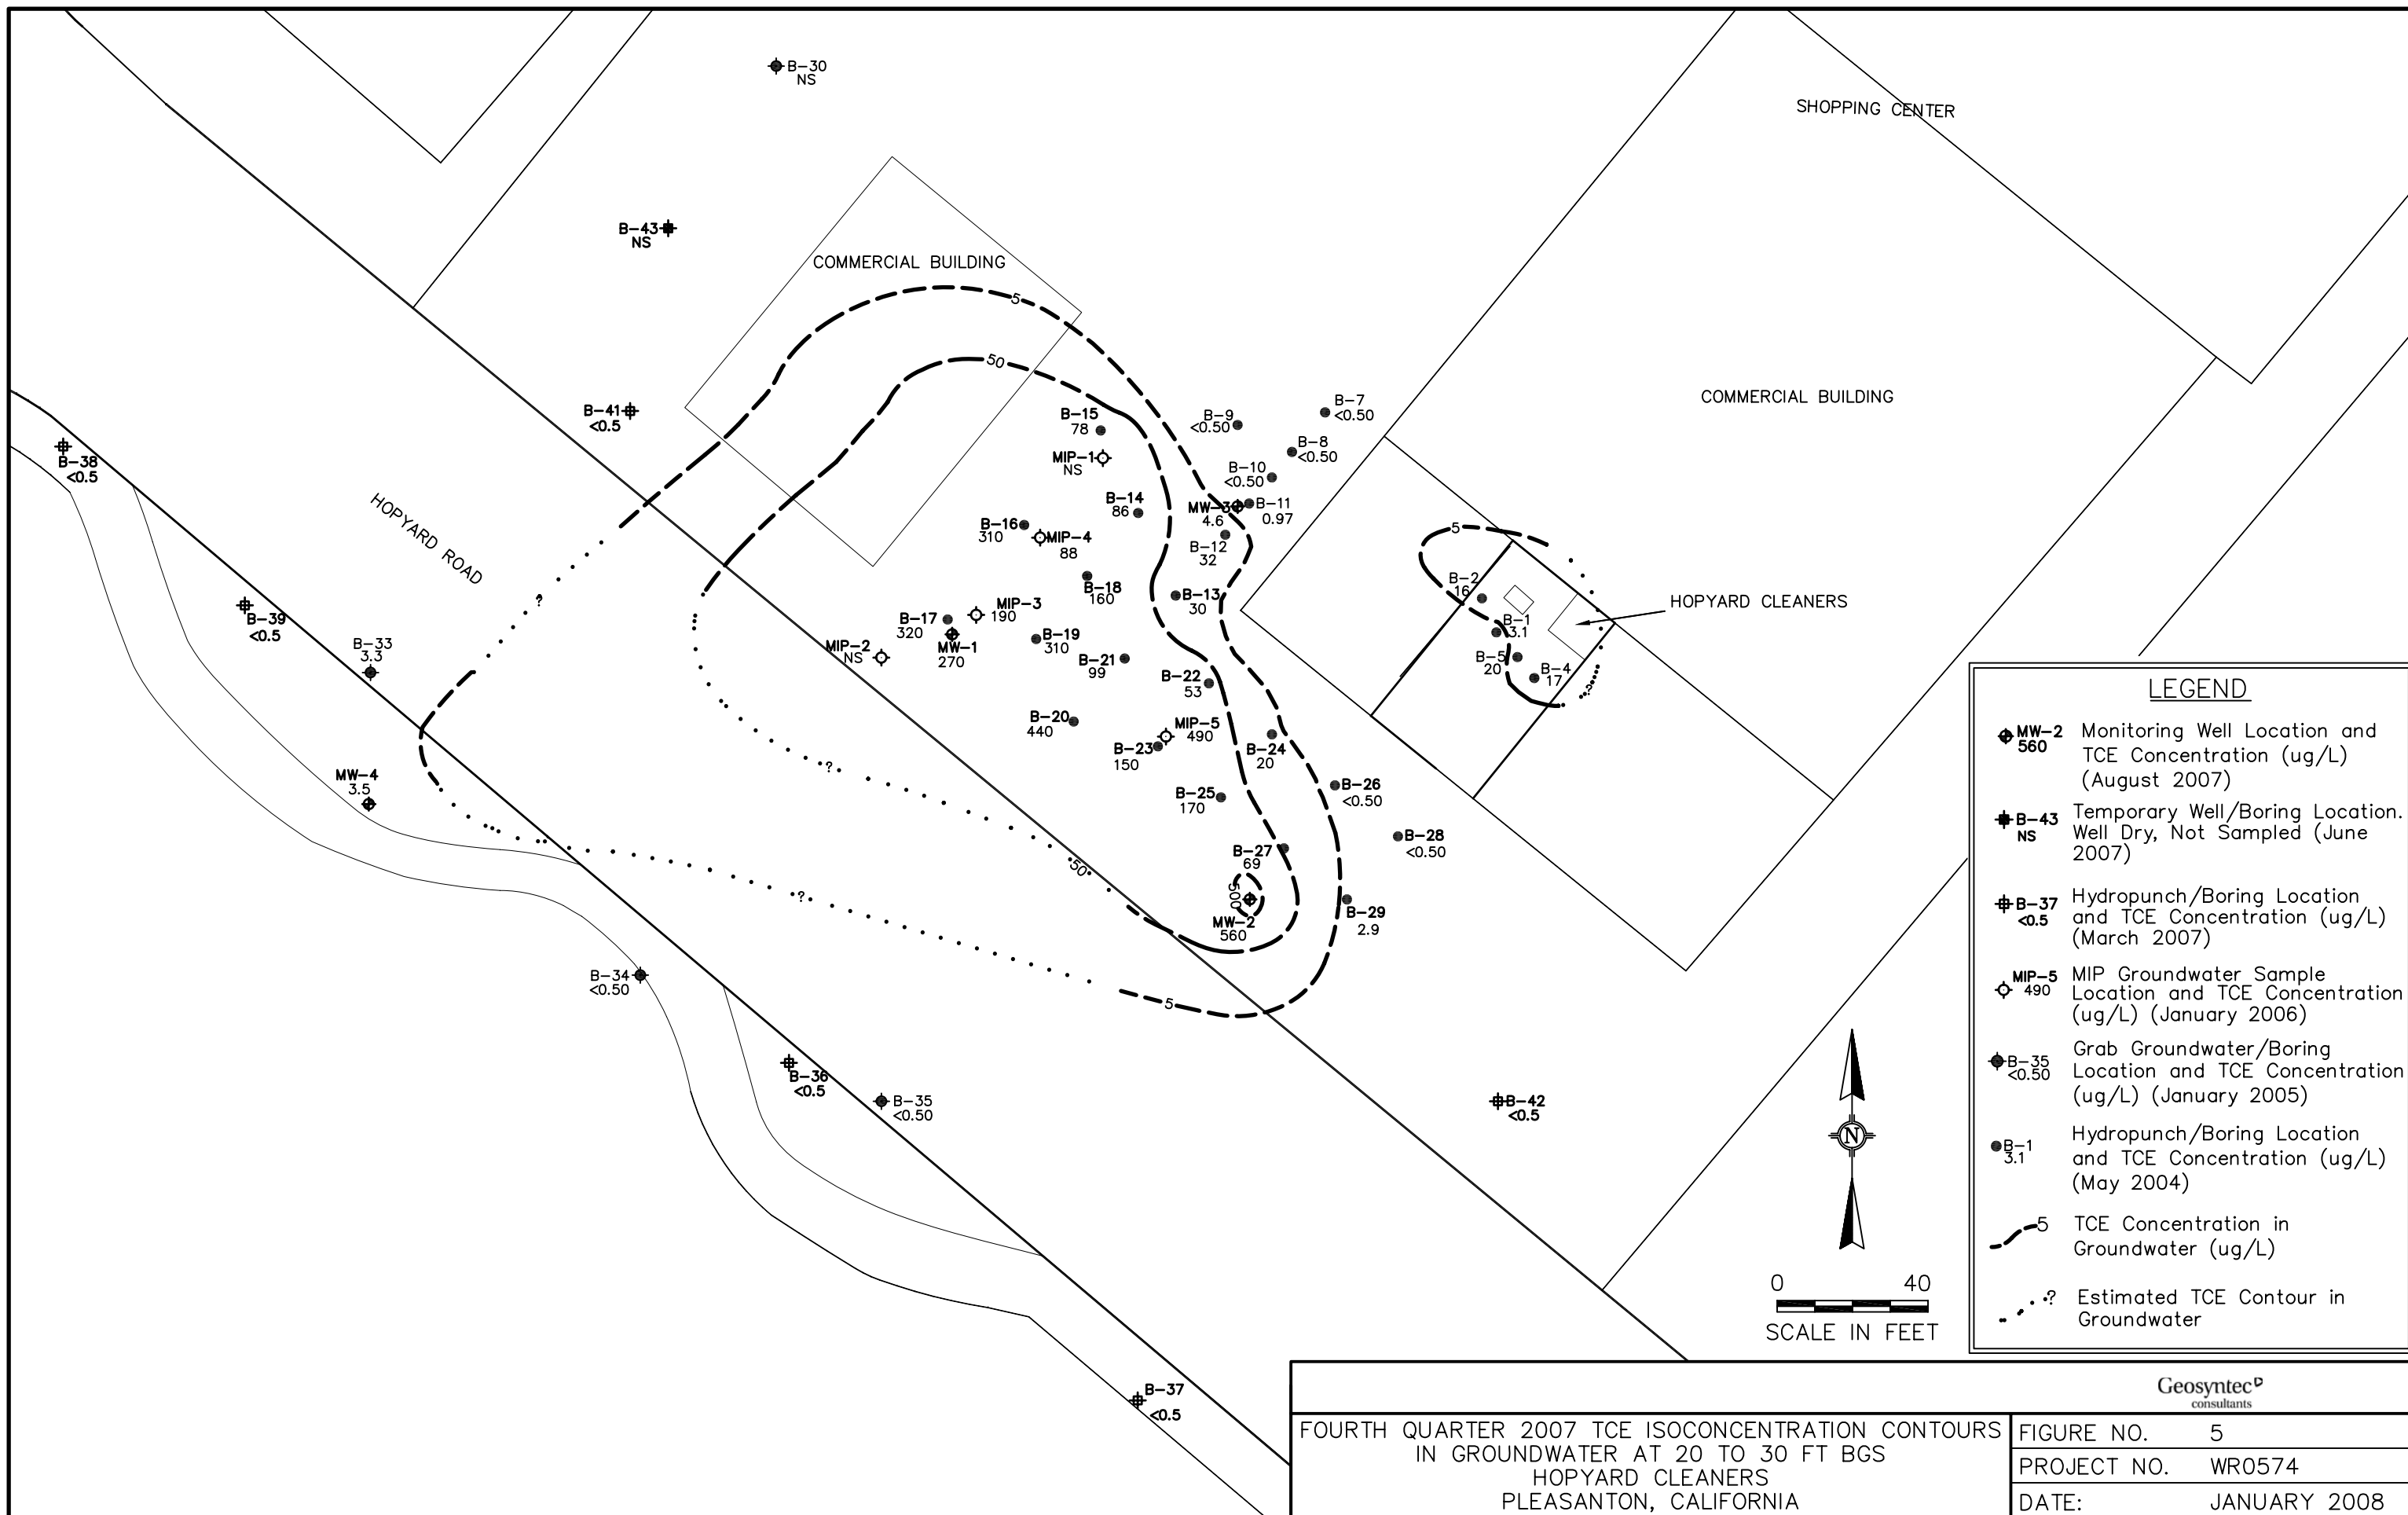 B-30
NS
SHOPPING CENTER
B-43
NS
COMMERCIAL BUILDING
5
50
COMMERCIAL BUILDING
B-41
<0.5
B-15
78
B-9
<0.50
B-7
<0.50
B-8
<0.50
MIP-1
NS
B-10
<0.50
B-38
<0.5
HOPYARD ROAD
B-14
86
MW-3
4.6
B-11
0.97
B-16
310
MIP-4
88
B-12
32
5
B-2
16
B-18
160
B-13
30
HOPYARD CLEANERS
?
B-39
<0.5
MIP-3
190
B-17
320
B-1
3.1
B-33
3.3
MIP-2
NS
MW-1
270
B-19
310
B-21
99
B-5
20
B-4
17
?
B-22
53
B-20
440
MIP-5
490
B-23
150
B-24
20
?
MW-4
3.5
B-25
170
B-26
<0.50
B-28
<0.50
B-27
69
50
500
?
MW-2
560
B-29
2.9
B-34
<0.50
5
B-36
<0.5
B-35
<0.50
B-42
<0.5
B-37
<0.5
N
0 40
SCALE IN FEET
LEGEND
MW-2 Monitoring Well Location and
560 TCE Concentration (ug/L)
(August 2007)
B-43 Temporary Well/Boring Location.
NS Well Dry, Not Sampled (June
2007)
B-37 Hydropunch/Boring Location
<0.5 and TCE Concentration (ug/L)
(March 2007)
MIP-5 MIP Groundwater Sample
490 Location and TCE Concentration
(ug/L) (January 2006)
B-35 Grab Groundwater/Boring
<0.50 Location and TCE Concentration
(ug/L) (January 2005)
B-1 Hydropunch/Boring Location
3.1 and TCE Concentration (ug/L)
(May 2004)
5 TCE Concentration in
Groundwater (ug/L)
? Estimated TCE Contour in
Groundwater
Geosyntec
consultants
FOURTH QUARTER 2007 TCE ISOCONCENTRATION CONTOURS
IN GROUNDWATER AT 20 TO 30 FT BGS
HOPYARD CLEANERS
PLEASANTON, CALIFORNIA
FIGURE NO. 5
PROJECT NO. WR0574
DATE: JANUARY 2008